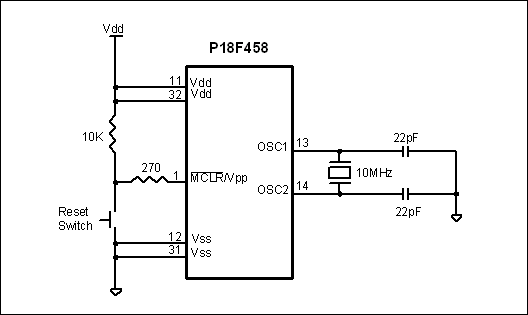 Vdd
P18F458
11 Vdd
32 Vdd
10K
OSC1 13
22pF
270
1 MCLR/Vpp
10MHz
OSC2 14
22pF
Reset
Switch
12 Vss
31 Vss